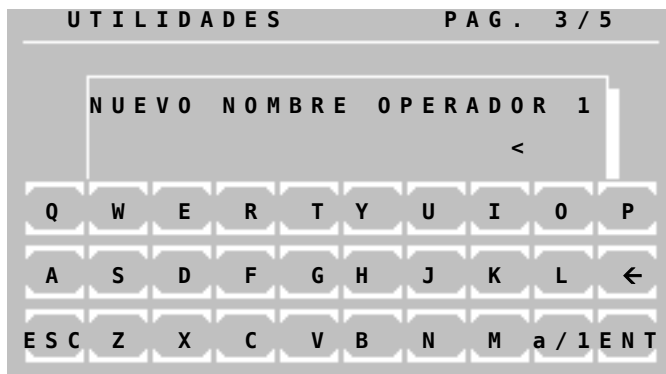 UTILIDADES PAG. 3/5
NUEVO NOMBRE OPERADOR 1
<
Q W E R T Y U I O P
A S D F G H J K L ←
ESC Z X C V B N M a/1 ENT